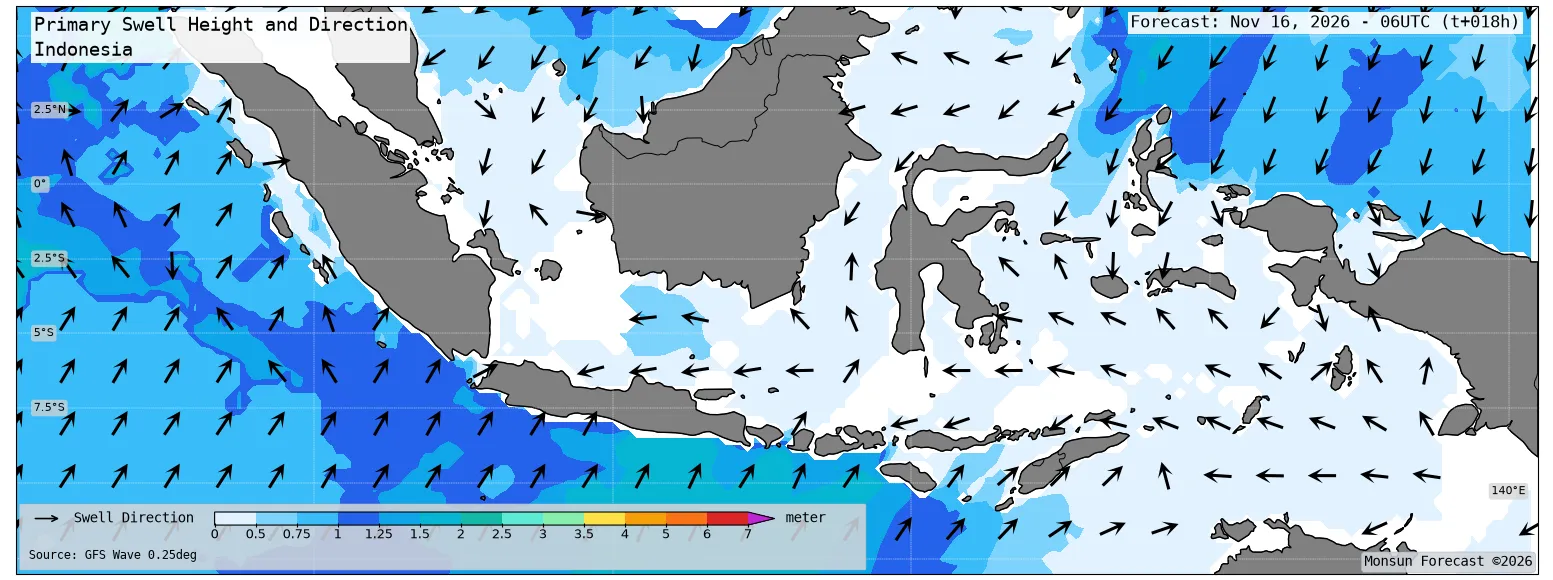 Primary Swell Height and Direction
Indonesia
Forecast: Nov 16, 2026 - 06UTC (t+018h)
2.5°N
0°
2.5°S
5°S
7.5°S
140°E
Swell Direction
0 0.5 0.75 1 1.25 1.5 2 2.5 3 3.5 4 5 6 7
meter
Source: GFS Wave 0.25deg
Monsun Forecast ©2026